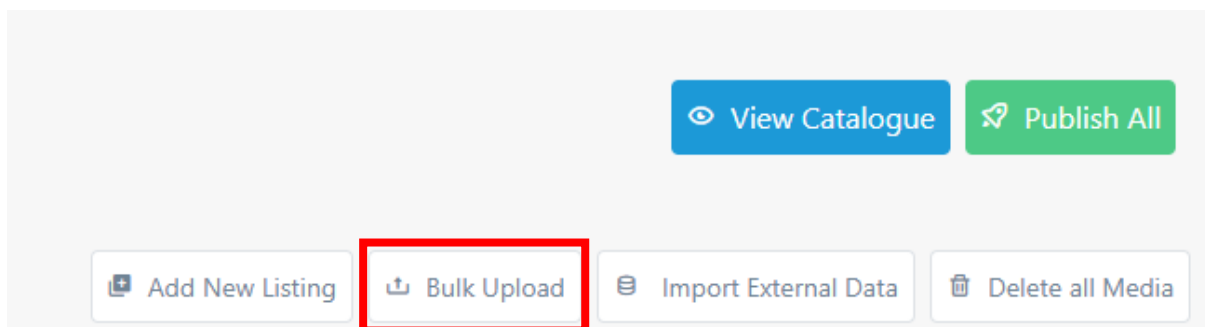 View Catalogue Publish All
Add New Listing Bulk Upload Import External Data Delete all Media